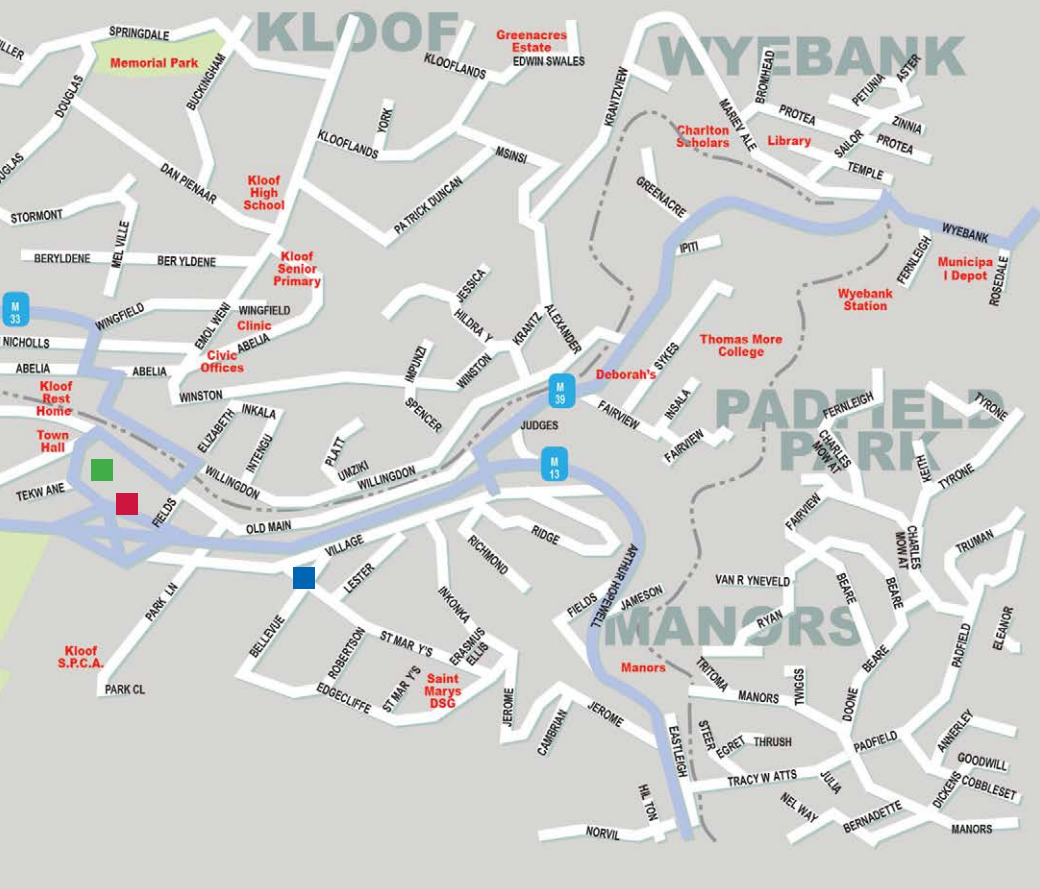 KLOOF
WYEBANK
PADFIELD
PARK
MANORS
SPRINGDALE
Memorial Park
DOUGLAS
BUCKINGHAM
KLOOFLANDS
Greenacres
Estate
EDWIN SWALES
YORK
KLOOFLANDS
MSINSI
PATRICK DUNCAN
KRANTZVIEW
MARIEV ALE
BROMHEAD
PETUNIA
ASTER
PROTEA
ZINNIA
SAILOR
PROTEA
TEMPLE
Charlton
Scholars
Library
GREENACRE
IPITI
WYEBANK
FERNLEIGH
Municipa
l Depot
ROSEDALE
Wyebank
Station
DAN PIENAAR
Kloof
High
School
STORMONT
MEL VILLE
BERYLDENE
BER YLDENE
Kloof
Senior
Primary
M
33
WINGFIELD
WINGFIELD
EMOL WENI
Clinic
ABELIA
NICHOLLS
Civic
Offices
ABELIA
ABELIA
Kloof
Rest
Home
WINSTON
Town
Hall
JESSICA
HILDRA Y
KRANTZ
ALEXANDER
IMPUNZI
WINSTON
SPENCER
ELIZABETH
INKALA
INTENGU
PLATT
UMZIKI
WILLINGDON
WILLINGDON
M
39
JUDGES
M
13
Deborah's
SYKES
Thomas More
College
FAIRVIEW
INSALA
FAIRVIEW
FERNLEIGH
CHARLES
MOW AT
TYRONE
KEITH
TYRONE
FAIRVIEW
CHARLES
MOW AT
TRUMAN
TEKW ANE
FIELDS
OLD MAIN
VILLAGE
LESTER
RICHMOND
RIDGE
ARTHUR HOPEWELL
FIELDS
JAMESON
VAN R YNEVELD
BEARE
BEARE
RYAN
BEARE
PADFIELD
ELEANOR
PARK LN
Kloof
S.P.C.A.
PARK CL
BELLEVUE
ROBERTSON
ST MAR Y'S
INKONKA
ERASMUS
ELLIS
EDGECLIFFE
ST MAR Y'S
Saint
Marys
DSG
JEROME
CAMBRIAN
JEROME
Manors
TRITOMA
MANORS
TWIGGS
DOONE
EASTLEIGH
STEER
EGRET
THRUSH
TRACY W ATTS
JULIA
PADFIELD
ANNERLEY
GOODWILL
COBBLESET
DICKENS
HIL TON
NORVIL
NEL WAY
BERNADETTE
MANORS